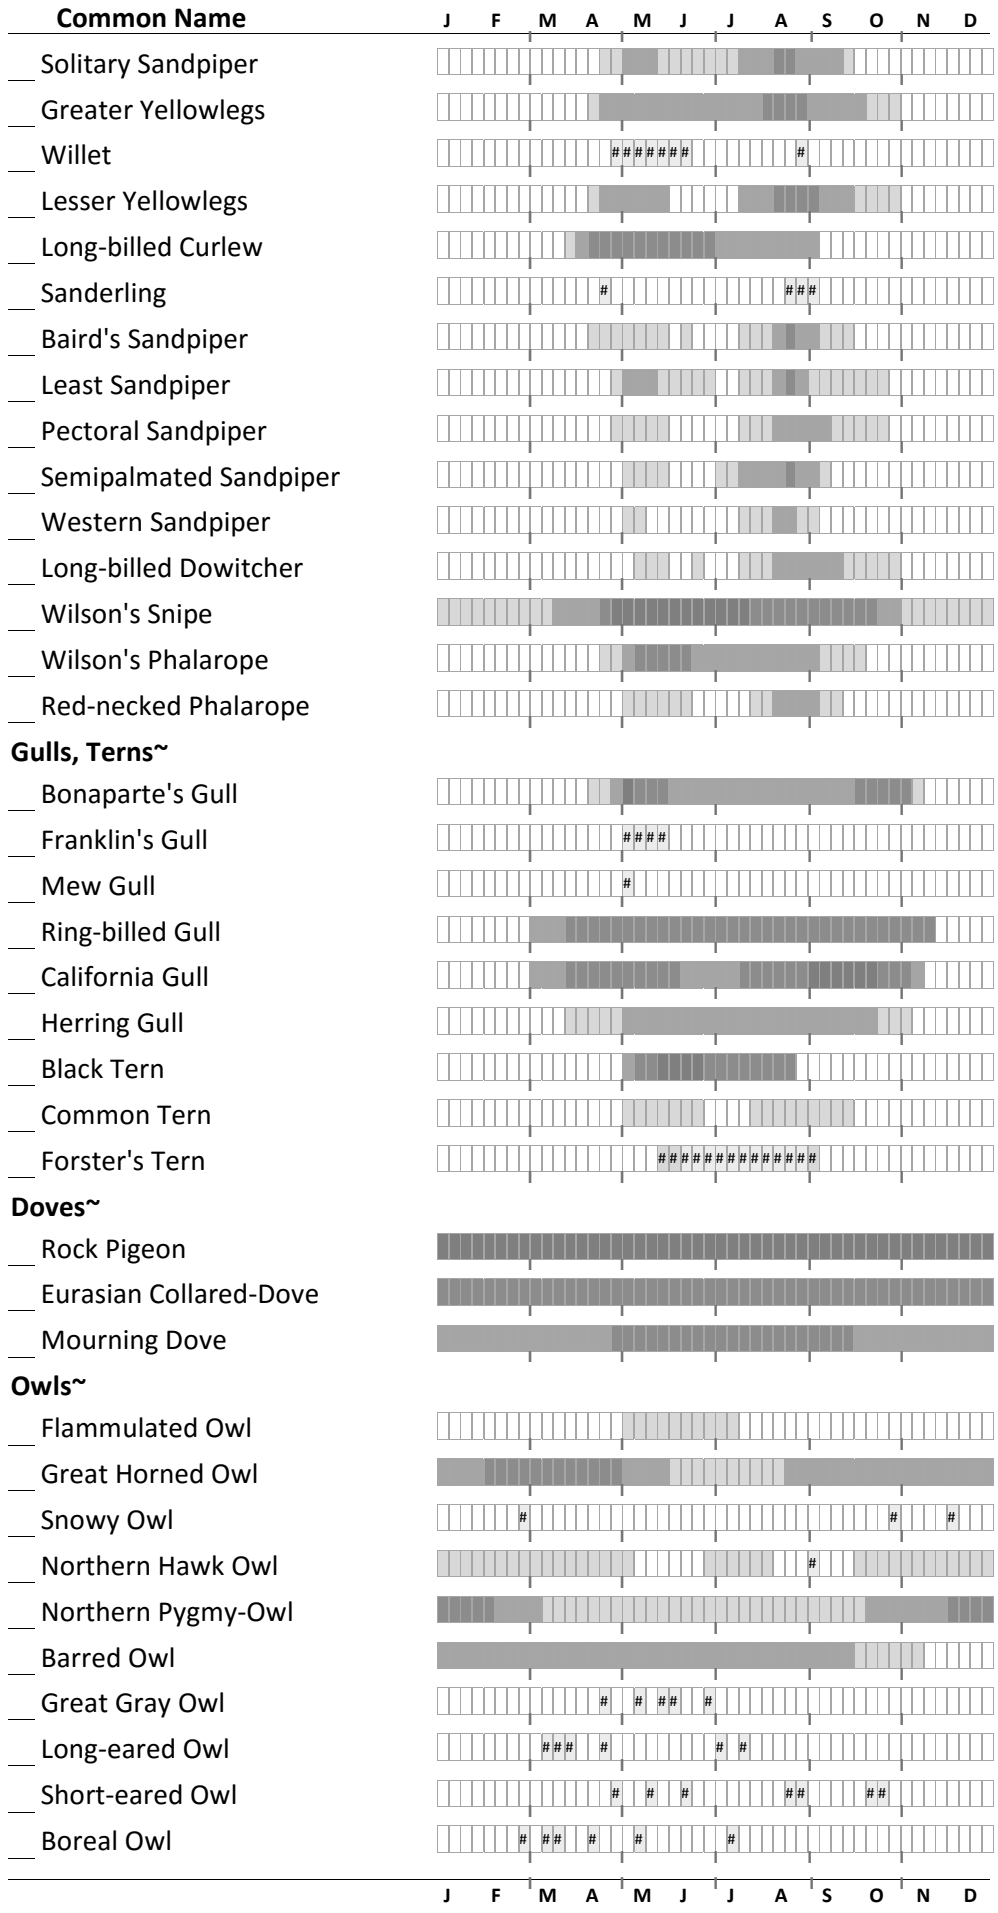 Common Name J F M A M J J A S O N D
Solitary Sandpiper
Greater Yellowlegs
Willet # # # # # # # #
Lesser Yellowlegs
Long-billed Curlew
Sanderling # # # #
Baird's Sandpiper
Least Sandpiper
Pectoral Sandpiper
Semipalmated Sandpiper
Western Sandpiper
Long-billed Dowitcher
Wilson's Snipe
Wilson's Phalarope
Red-necked Phalarope
Gulls, Terns~
Bonaparte's Gull
Franklin's Gull # # # #
Mew Gull #
Ring-billed Gull
California Gull
Herring Gull
Black Tern
Common Tern
Forster's Tern # # # # # # # # # # # # # #
Doves~
Rock Pigeon
Eurasian Collared-Dove
Mourning Dove
Owls~
Flammulated Owl
Great Horned Owl
Snowy Owl # # #
Northern Hawk Owl #
Northern Pygmy-Owl
Barred Owl
Great Gray Owl # # # # #
Long-eared Owl # # # # # #
Short-eared Owl # # # # # # #
Boreal Owl # # # # # #
J F M A M J J A S O N D